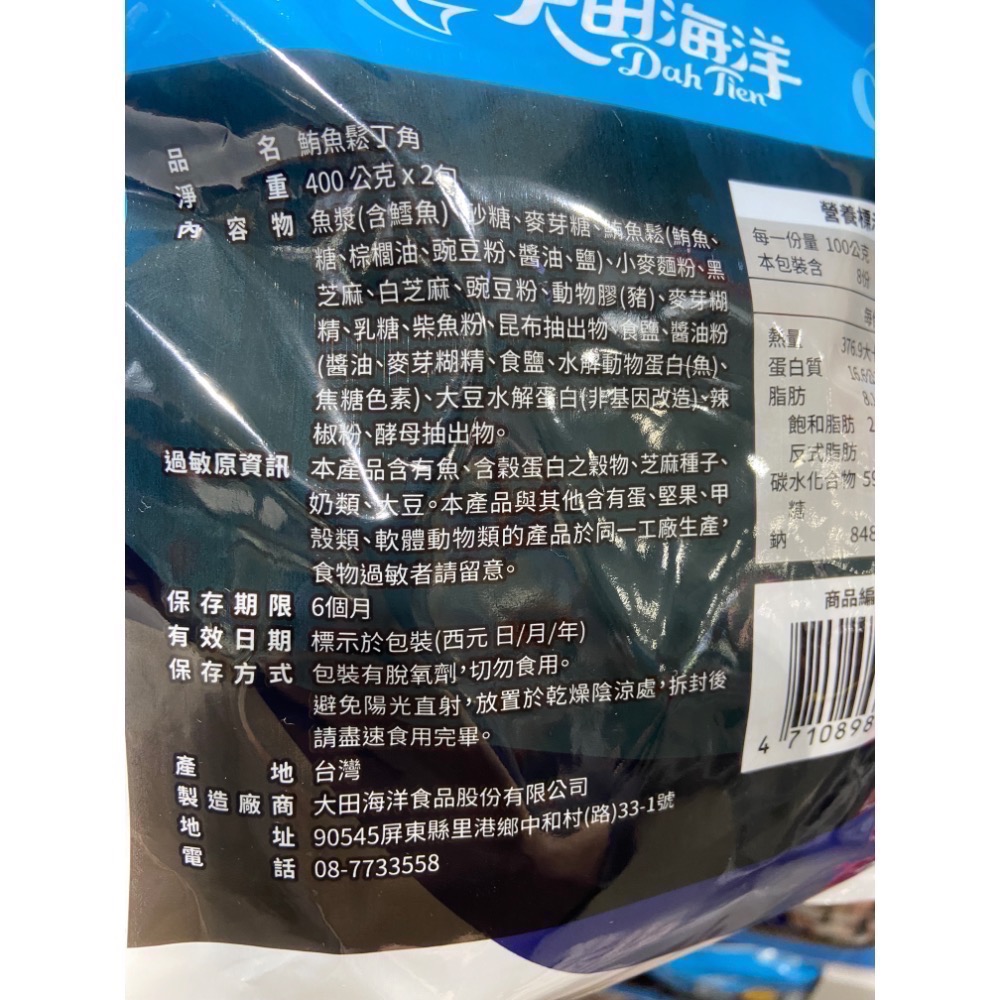 大田海洋
Dah Tien
品名 鮪魚鬆丁角
淨重 400公克x2包
內容物 魚漿(含鱈魚)、砂糖、麥芽糖、鮪魚鬆(鮪魚、
糖、棕櫚油、豌豆粉、醬油、鹽)、小麥麵粉、黑
芝麻、白芝麻、豌豆粉、動物膠(豬)、麥芽糊
精、乳糖、柴魚粉、昆布抽出物、食鹽、醬油粉
(醬油、麥芽糊精、食鹽、水解動物蛋白(魚)、
焦糖色素)、大豆水解蛋白(非基因改造)、辣
椒粉、酵母抽出物。
過敏原資訊 本產品含有魚、含穀蛋白之穀物、芝麻種子、
奶類、大豆。本產品與其他含有蛋、堅果、甲
殼類、軟體動物類的產品於同一工廠生產，
食物過敏者請留意。
保存期限 6個月
有效日期 標示於包裝(西元 日/月/年)
保存方式 包裝有脫氧劑，切勿食用。
避免陽光直射，放置於乾燥陰涼處，拆封後
請盡速食用完畢。
產地 台灣
製造廠商 大田海洋食品股份有限公司
地址 90545屏東縣里港鄉中和村(路)33-1號
電話 08-7733558
營養標
每一份量 100公克
本包裝含 8份
每
熱量 376.9大
蛋白質 16.6
脂肪
飽和脂肪 2
反式脂肪
碳水化合物 59
糖
鈉 848
商品編
4 710898